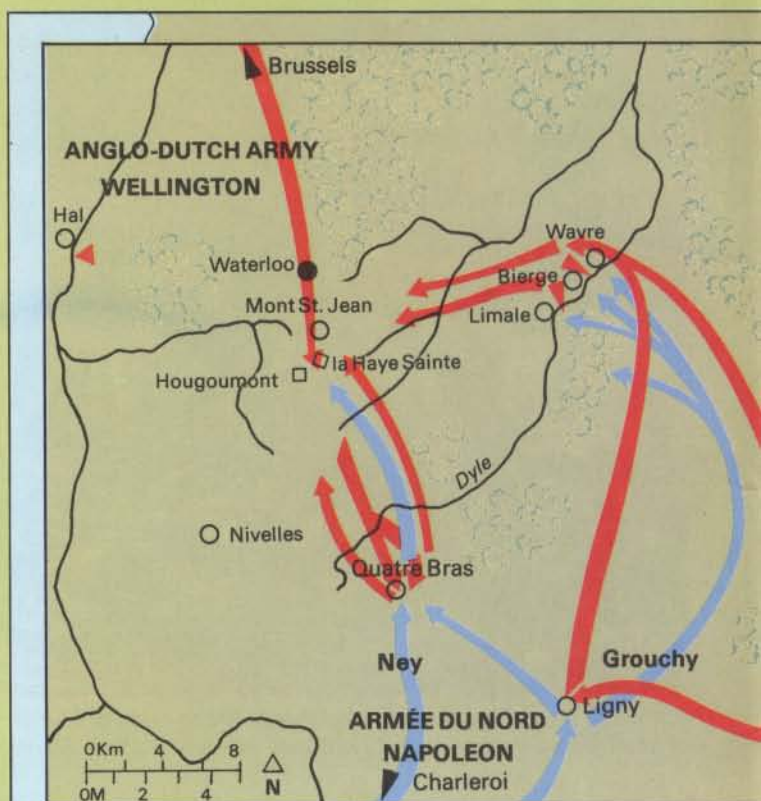 Brussels
ANGLO-DUTCH ARMY
WELLINGTON
Hal
Wavre
Waterloo
Bierge
Mont St. Jean
Limale
la Haye Sainte
Hougoumont
Dyle
Nivelles
Quatre Bras
Ney
Grouchy
Ligny
ARMÉE DU NORD
NAPOLEON
0Km 4 8
N
0M 2 4
Charleroi